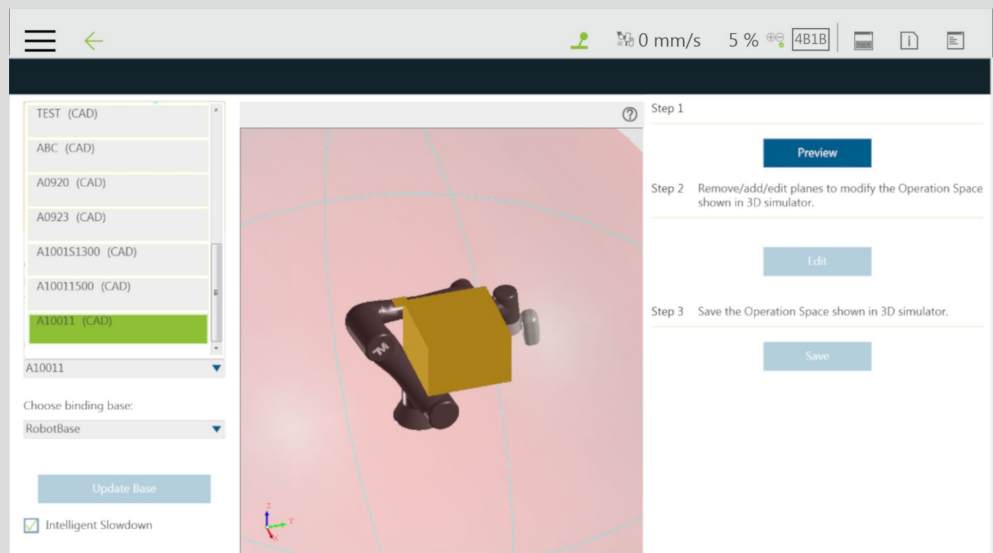 0 mm/s
5 %
4B1B
TEST (CAD)
ABC (CAD)
A0920 (CAD)
A0923 (CAD)
A1001S1300 (CAD)
A10011500 (CAD)
A10011 (CAD)
A10011
Choose binding base:
RobotBase
Update Base
Intelligent Slowdown
TM
Z
Y
X
Step 1
Preview
Step 2 Remove/add/edit planes to modify the Operation Space
shown in 3D simulator.
Edit
Step 3 Save the Operation Space shown in 3D simulator.
Save